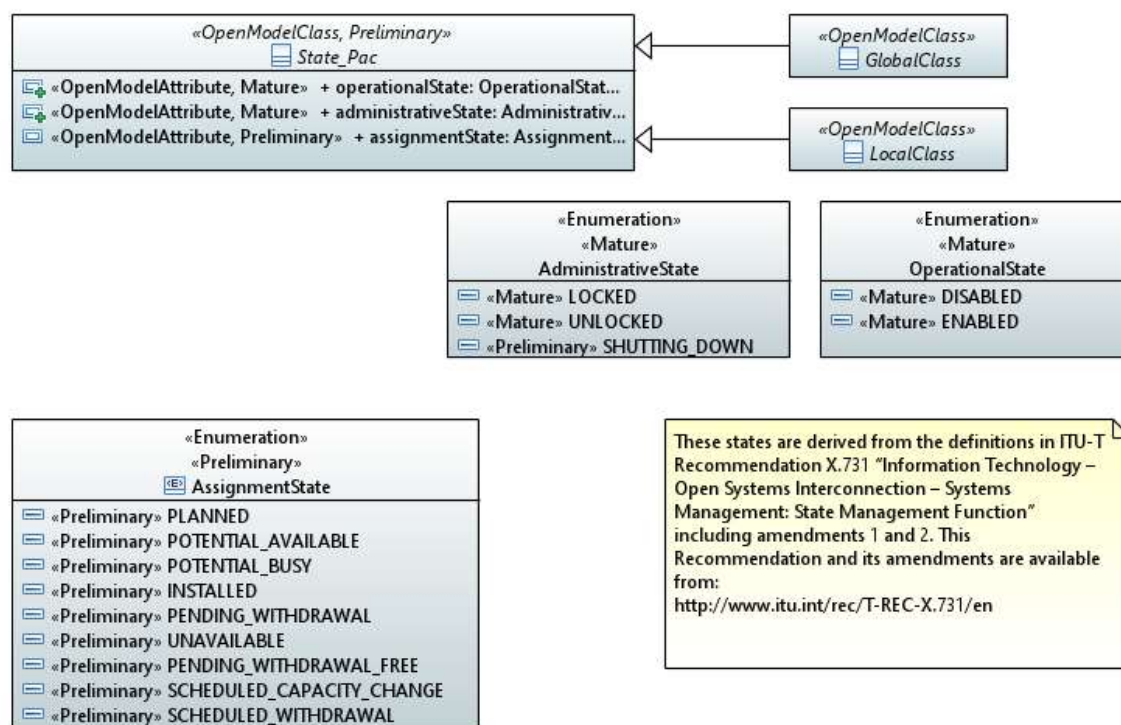 «OpenModelClass, Preliminary»
State_Pac
«OpenModelAttribute, Mature» + operationalState: OperationalStat...
«OpenModelAttribute, Mature» + administrativeState: Administrativ...
«OpenModelAttribute, Preliminary» + assignmentState: Assignment...
«OpenModelClass»
GlobalClass
«OpenModelClass»
LocalClass
«Enumeration»
«Mature»
AdministrativeState
«Mature» LOCKED
«Mature» UNLOCKED
«Preliminary» SHUTTING_DOWN
«Enumeration»
«Mature»
OperationalState
«Mature» DISABLED
«Mature» ENABLED
«Enumeration»
«Preliminary»
AssignmentState
«Preliminary» PLANNED
«Preliminary» POTENTIAL_AVAILABLE
«Preliminary» POTENTIAL_BUSY
«Preliminary» INSTALLED
«Preliminary» PENDING_WITHDRAWAL
«Preliminary» UNAVAILABLE
«Preliminary» PENDING_WITHDRAWAL_FREE
«Preliminary» SCHEDULED_CAPACITY_CHANGE
«Preliminary» SCHEDULED_WITHDRAWAL
These states are derived from the definitions in ITU-T
Recommendation X.731 “Information Technology –
Open Systems Interconnection – Systems
Management: State Management Function”
including amendments 1 and 2. This
Recommendation and its amendments are available
from:
http://www.itu.int/rec/T-REC-X.731/en